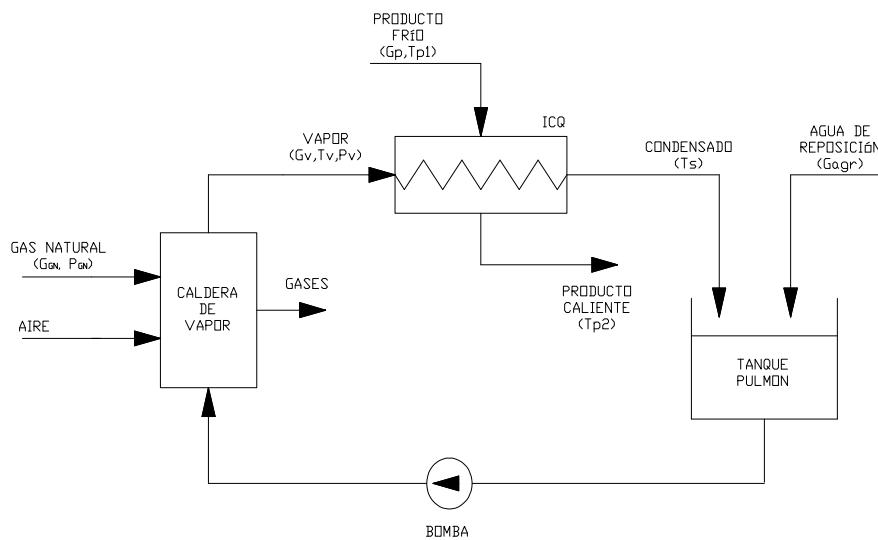 PRODUCTO
FRíO
(Gp,Tp1)
ICQ
VAPOR
(Gv,Tv,Pv)
CONDENSADO
(Ts)
AGUA DE
REPOSICIóN
(Gagr)
GAS NATURAL
(GGN, PGN)
CALDERA
DE
VAPOR
GASES
AIRE
PRODUCTO
CALIENTE
(Tp2)
TANQUE
PULMON
BOMBA